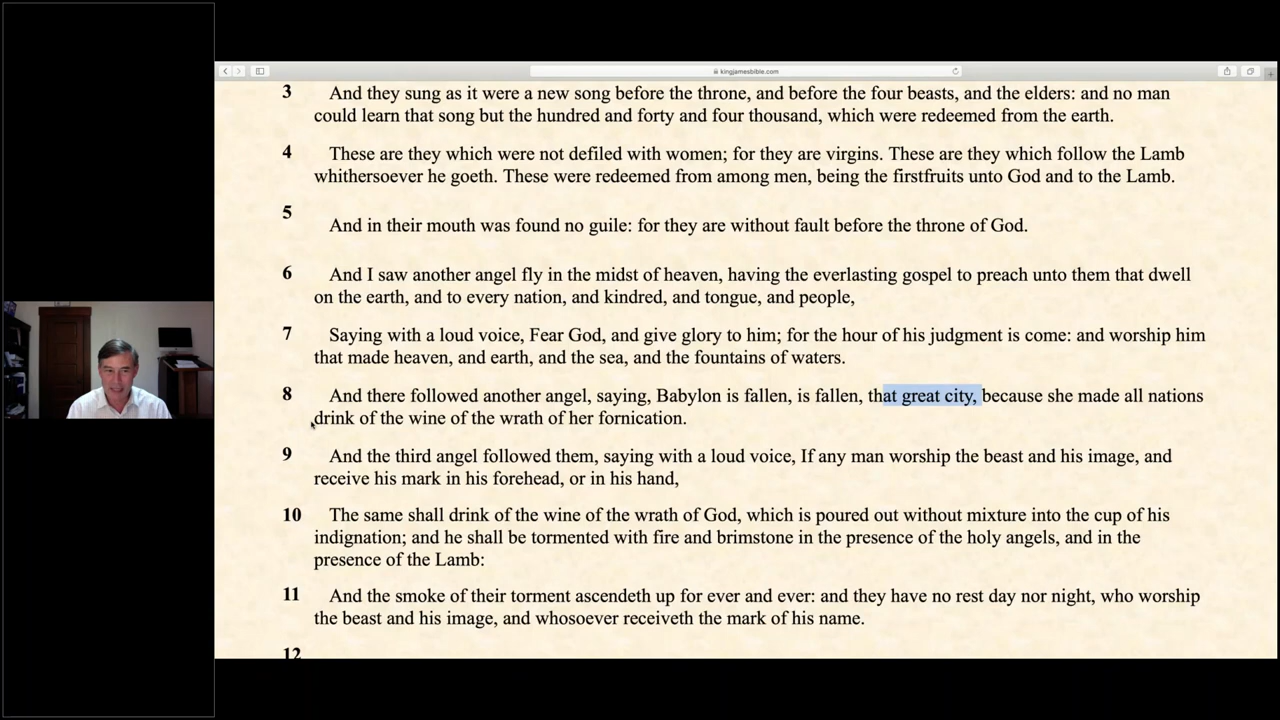 kingjamesbible.com
3 And they sung as it were a new song before the throne, and before the four beasts, and the elders: and no man
could learn that song but the hundred and forty and four thousand, which were redeemed from the earth.
4 These are they which were not defiled with women; for they are virgins. These are they which follow the Lamb
whithersoever he goeth. These were redeemed from among men, being the firstfruits unto God and to the Lamb.
5 And in their mouth was found no guile: for they are without fault before the throne of God.
6 And I saw another angel fly in the midst of heaven, having the everlasting gospel to preach unto them that dwell
on the earth, and to every nation, and kindred, and tongue, and people,
7 Saying with a loud voice, Fear God, and give glory to him; for the hour of his judgment is come: and worship him
that made heaven, and earth, and the sea, and the fountains of waters.
8 And there followed another angel, saying, Babylon is fallen, is fallen, that great city, because she made all nations
drink of the wine of the wrath of her fornication.
9 And the third angel followed them, saying with a loud voice, If any man worship the beast and his image, and
receive his mark in his forehead, or in his hand,
10 The same shall drink of the wine of the wrath of God, which is poured out without mixture into the cup of his
indignation; and he shall be tormented with fire and brimstone in the presence of the holy angels, and in the
presence of the Lamb:
11 And the smoke of their torment ascendeth up for ever and ever: and they have no rest day nor night, who worship
the beast and his image, and whosoever receiveth the mark of his name.
12